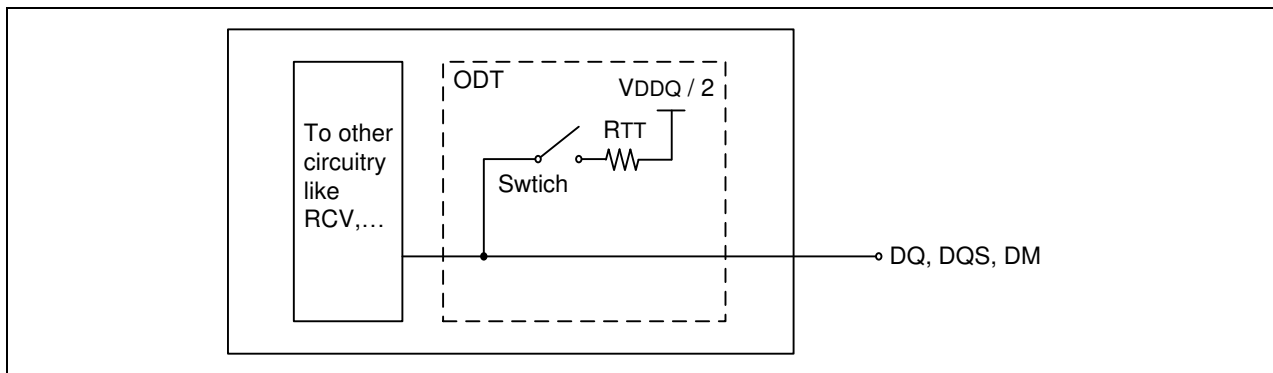 ODT
VDDQ / 2
To other
circuitry
like
RCV,…
RTT
Swtich
DQ, DQS, DM